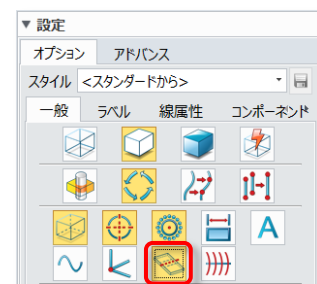 ▼ 設定
オプション アドバンス
スタイル <スタンダードから>
一般 ラベル 線属性 コンポーネント
A